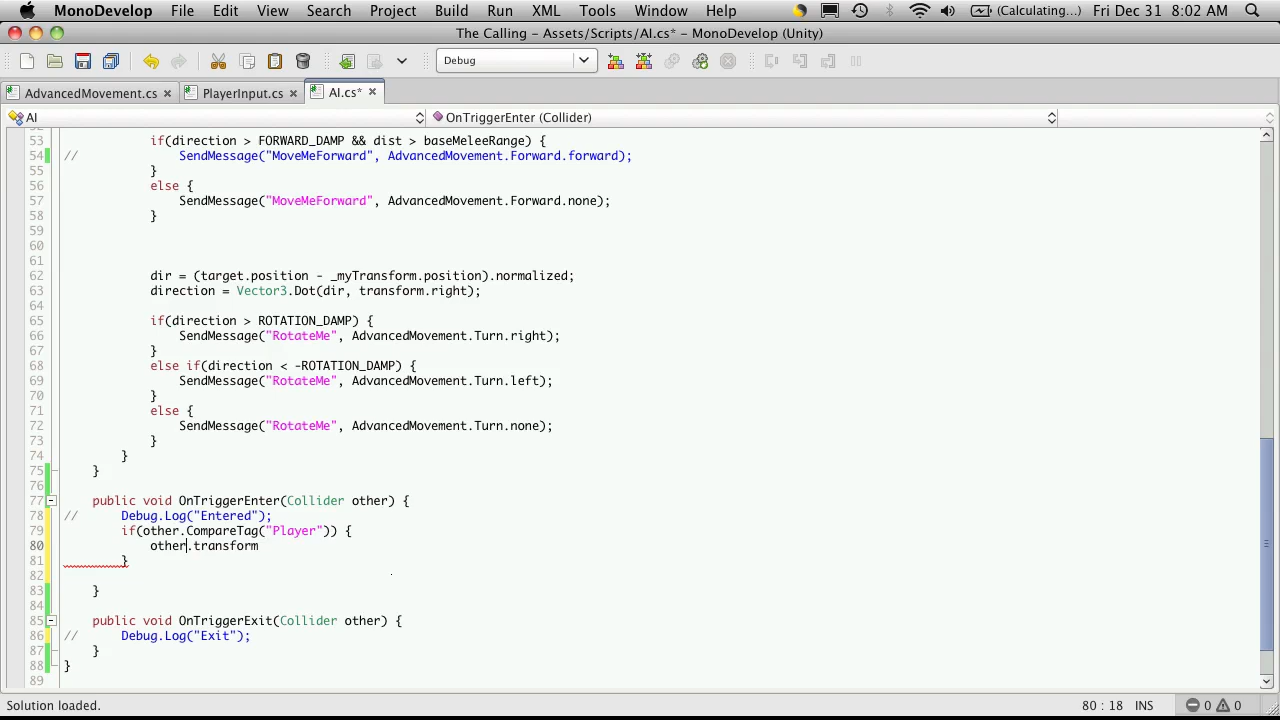 MonoDevelop File Edit View Search Project Build Run XML Tools Window Help (Calculating...) Fri Dec 31 8:02 AM
The Calling - Assets/Scripts/AI.cs* - MonoDevelop (Unity)
Debug
AdvancedMovement.cs PlayerInput.cs AI.cs*
AI OnTriggerEnter (Collider)
53 if(direction > FORWARD_DAMP && dist > baseMeleeRange) {
54 // SendMessage("MoveMeForward", AdvancedMovement.Forward.forward);
55 }
56 else {
57 SendMessage("MoveMeForward", AdvancedMovement.Forward.none);
58 }
59
60
61
62 dir = (target.position - _myTransform.position).normalized;
63 direction = Vector3.Dot(dir, transform.right);
64
65 if(direction > ROTATION_DAMP) {
66 SendMessage("RotateMe", AdvancedMovement.Turn.right);
67 }
68 else if(direction < -ROTATION_DAMP) {
69 SendMessage("RotateMe", AdvancedMovement.Turn.left);
70 }
71 else {
72 SendMessage("RotateMe", AdvancedMovement.Turn.none);
73 }
74 }
75 }
76
77 public void OnTriggerEnter(Collider other) {
78 // Debug.Log("Entered");
79 if(other.CompareTag("Player")) {
80 other.transform
81 }
82
83 }
84
85 public void OnTriggerExit(Collider other) {
86 // Debug.Log("Exit");
87 }
88 }
89
Solution loaded. 80 : 18 INS 0 0